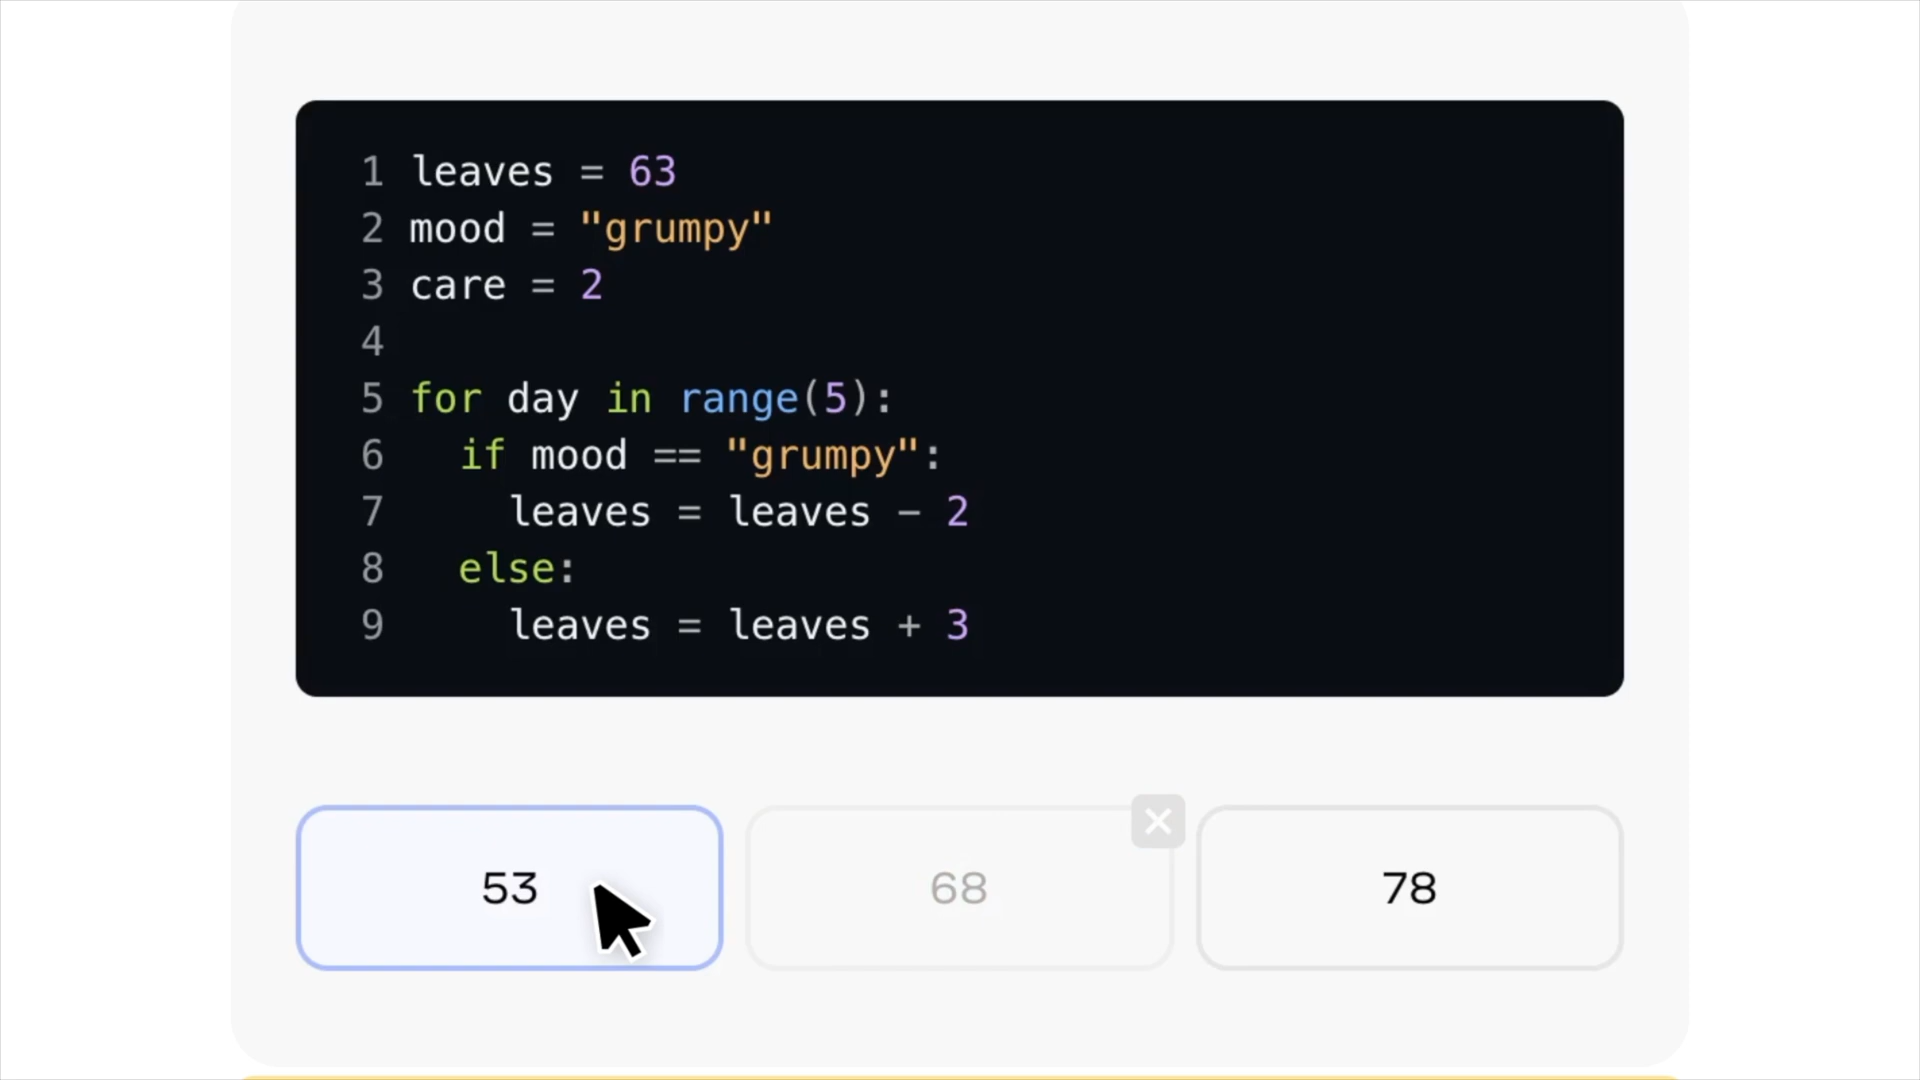 1 leaves = 63
2 mood = "grumpy"
3 care = 2
4
5 for day in range(5):
6   if mood == "grumpy":
7     leaves = leaves - 2
8   else:
9     leaves = leaves + 3
53
68
78